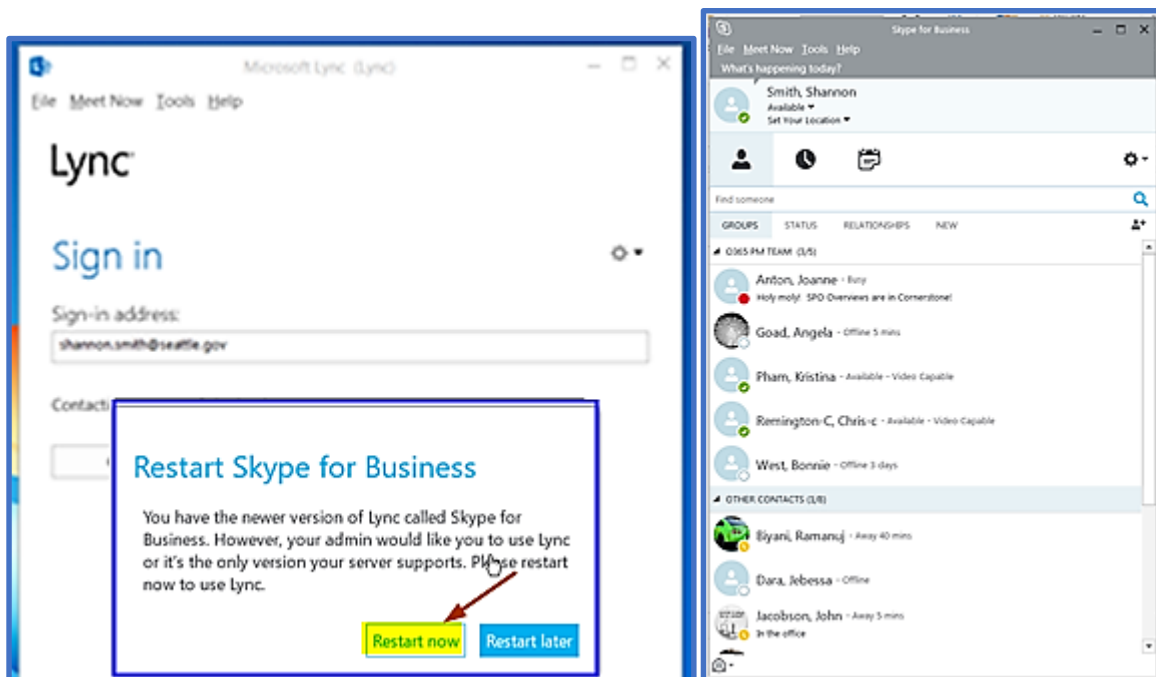 Microsoft Lync (Lync)
File Meet Now Tools Help
Lync
Sign in
Sign-in address:
shannon.smith@seattle.gov
Contacti
Restart Skype for Business
You have the newer version of Lync called Skype for
Business. However, your admin would like you to use Lync
or it's the only version your server supports. Please restart
now to use Lync.
Restart now
Restart later
Skype for Business
File Meet Now Tools Help
What's happening today?
Smith, Shannon
Available
Set Your Location
Find someone
GROUPS STATUS RELATIONSHIPS NEW
O365 PM TEAM (3/5)
Anton, Joanne - Busy
Holy moly! SPO Overviews are in Cornerstone!
Goad, Angela - Offline 5 mins
Pham, Kristina - Available - Video Capable
Remington-C, Chris-c - Available - Video Capable
West, Bonnie - Offline 3 days
OTHER CONTACTS (3/8)
Biyani, Ramanuj - Away 40 mins
Dara, Jebessa - Offline
Jacobson, John - Away 5 mins
In the office